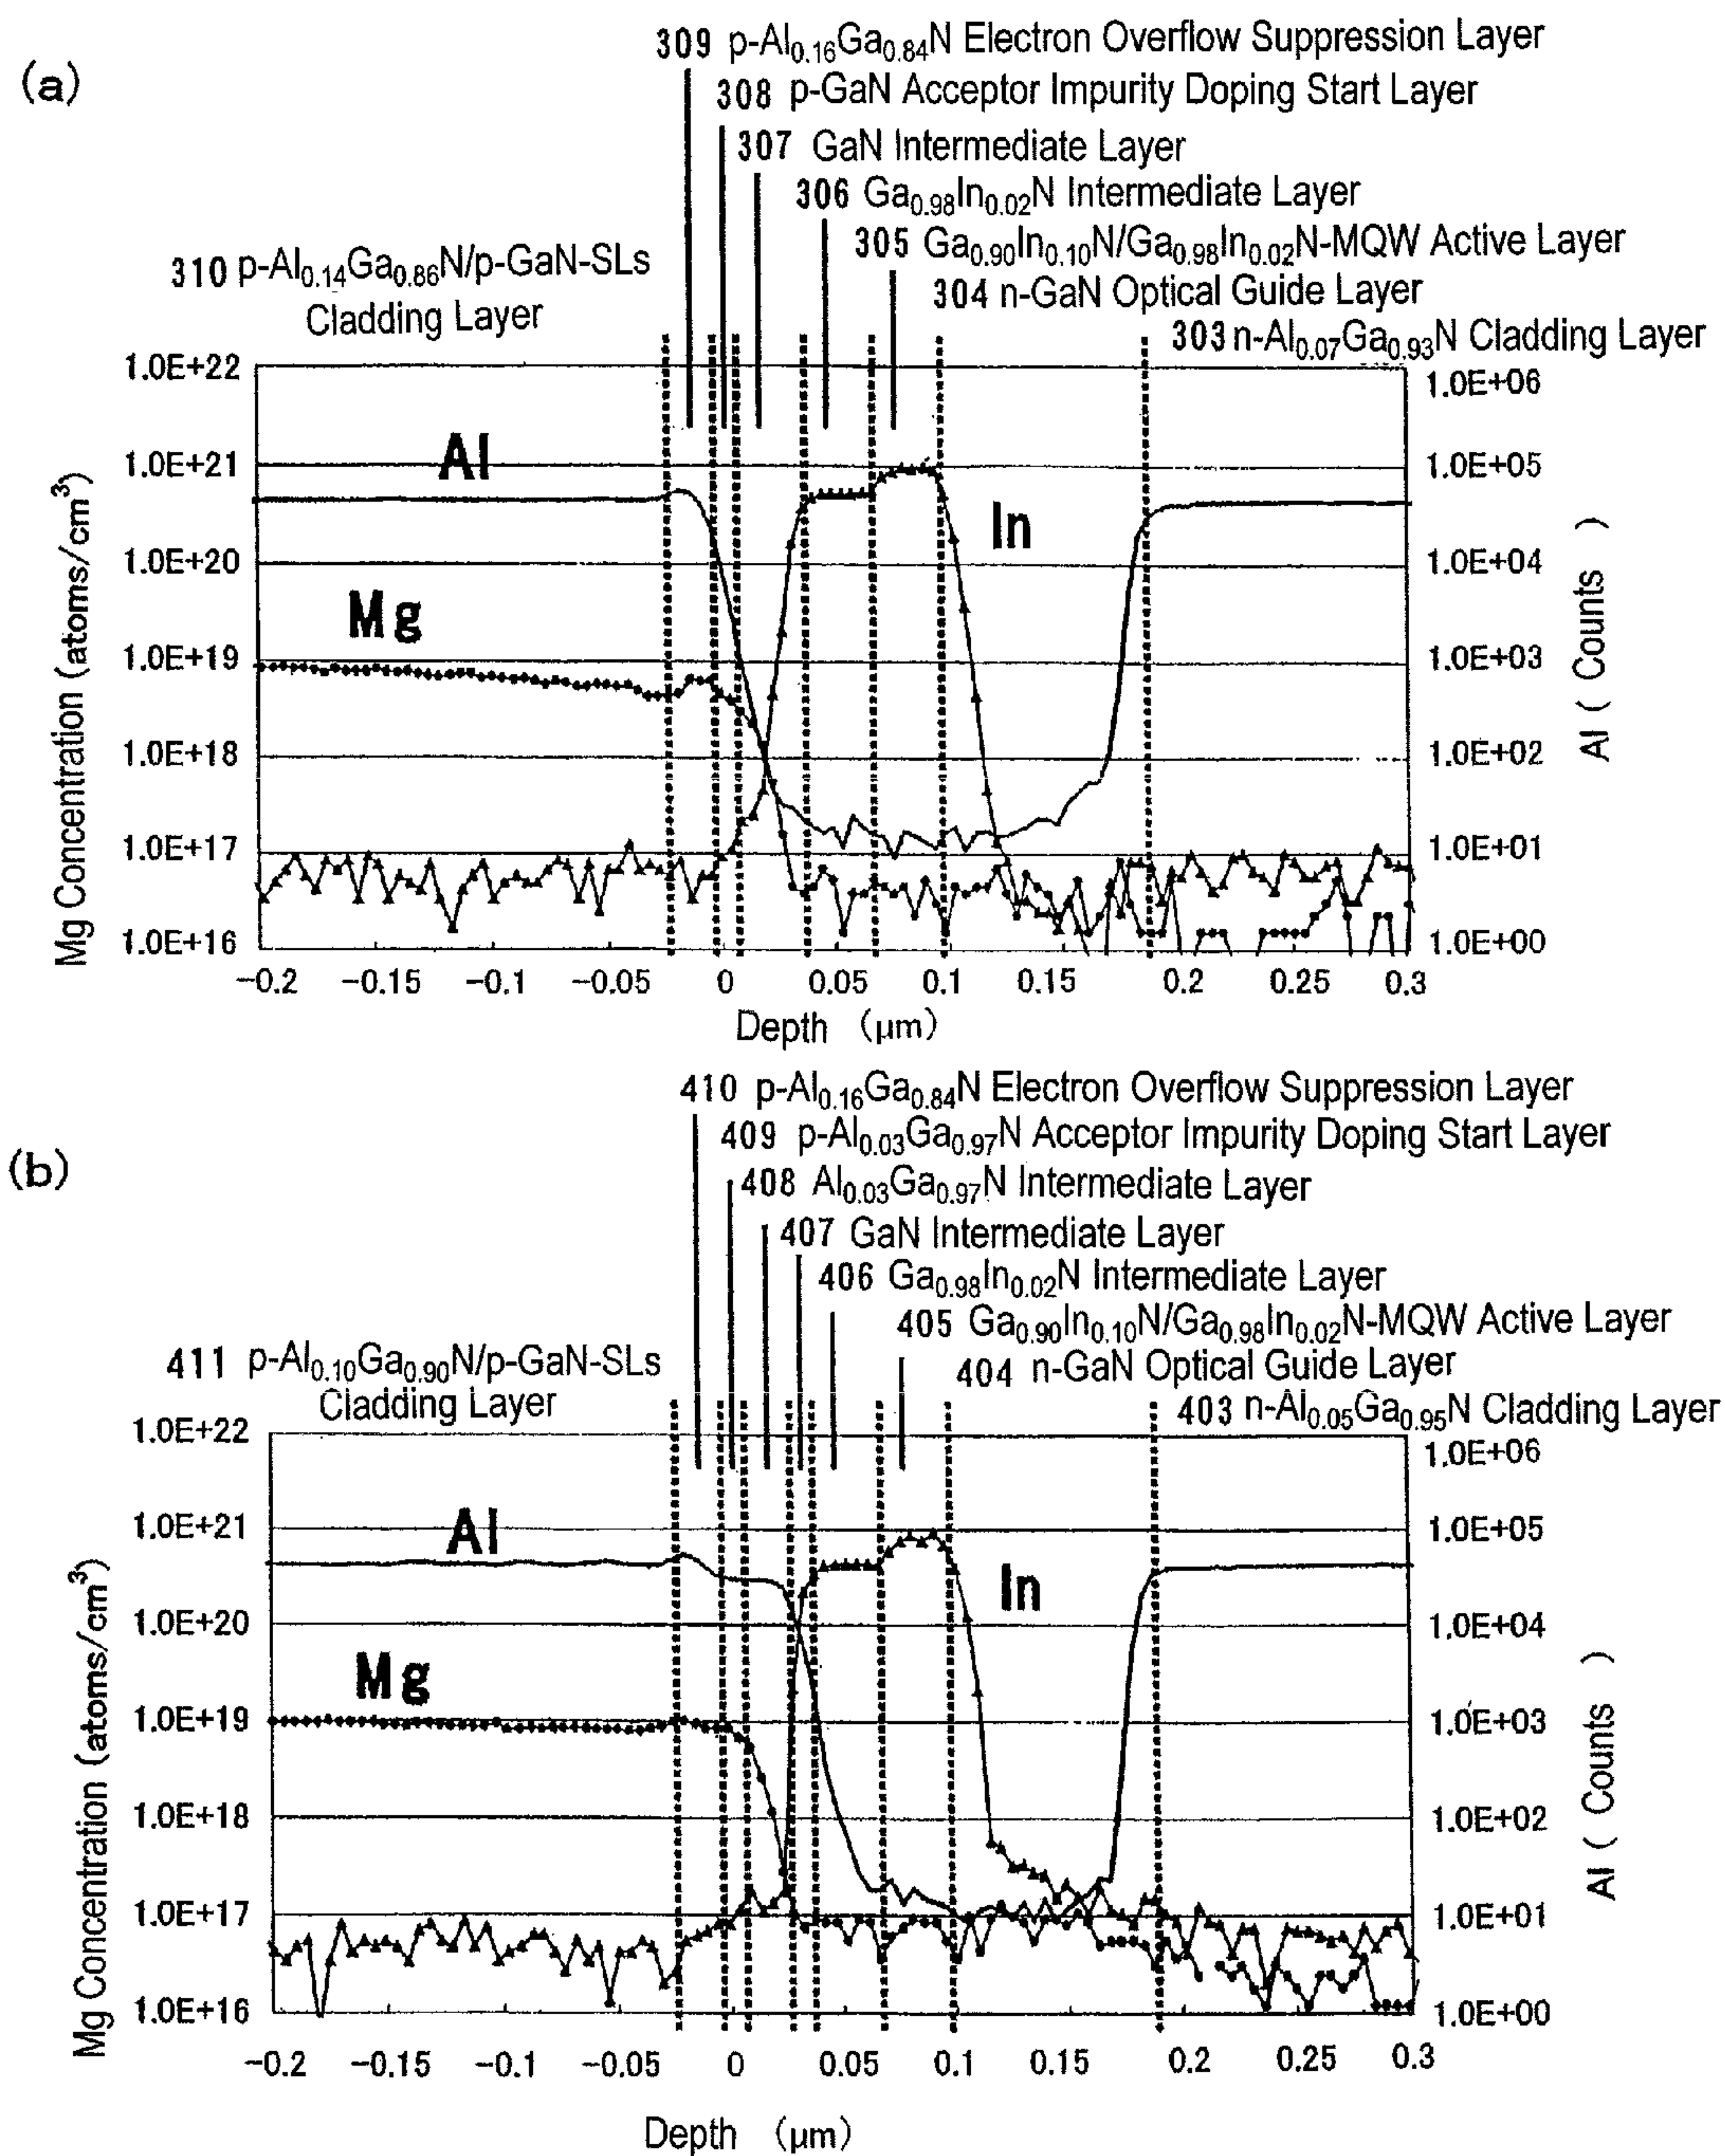 (a)
309 p-Al0.16Ga0.84N Electron Overflow Suppression Layer
308 p-GaN Acceptor Impurity Doping Start Layer
307 GaN Intermediate Layer
306 Ga0.98In0.02N Intermediate Layer
305 Ga0.90In0.10N/Ga0.98In0.02N-MQW Active Layer
304 n-GaN Optical Guide Layer
303 n-Al0.07Ga0.93N Cladding Layer
310 p-Al0.14Ga0.86N/p-GaN-SLs
Cladding Layer
Mg Concentration (atoms/cm3)
1.0E+22
1.0E+21
1.0E+20
1.0E+19
1.0E+18
1.0E+17
1.0E+16
Al
Mg
In
1.0E+06
1.0E+05
1.0E+04
1.0E+03
1.0E+02
1.0E+01
1.0E+00
Al ( Counts )
−0.2 −0.15 −0.1 −0.05 0 0.05 0.1 0.15 0.2 0.25 0.3
Depth (μm)
(b)
410 p-Al0.16Ga0.84N Electron Overflow Suppression Layer
409 p-Al0.03Ga0.97N Acceptor Impurity Doping Start Layer
408 Al0.03Ga0.97N Intermediate Layer
407 GaN Intermediate Layer
406 Ga0.98In0.02N Intermediate Layer
405 Ga0.90In0.10N/Ga0.98In0.02N-MQW Active Layer
404 n-GaN Optical Guide Layer
403 n-Al0.05Ga0.95N Cladding Layer
411 p-Al0.10Ga0.90N/p-GaN-SLs
Cladding Layer
Mg Concentration (atoms/cm3)
1.0E+22
1.0E+21
1.0E+20
1.0E+19
1.0E+18
1.0E+17
1.0E+16
Al
Mg
In
1.0E+06
1.0E+05
1.0E+04
1.0E+03
1.0E+02
1.0E+01
1.0E+00
Al ( Counts )
−0.2 −0.15 −0.1 −0.05 0 0.05 0.1 0.15 0.2 0.25 0.3
Depth (μm)